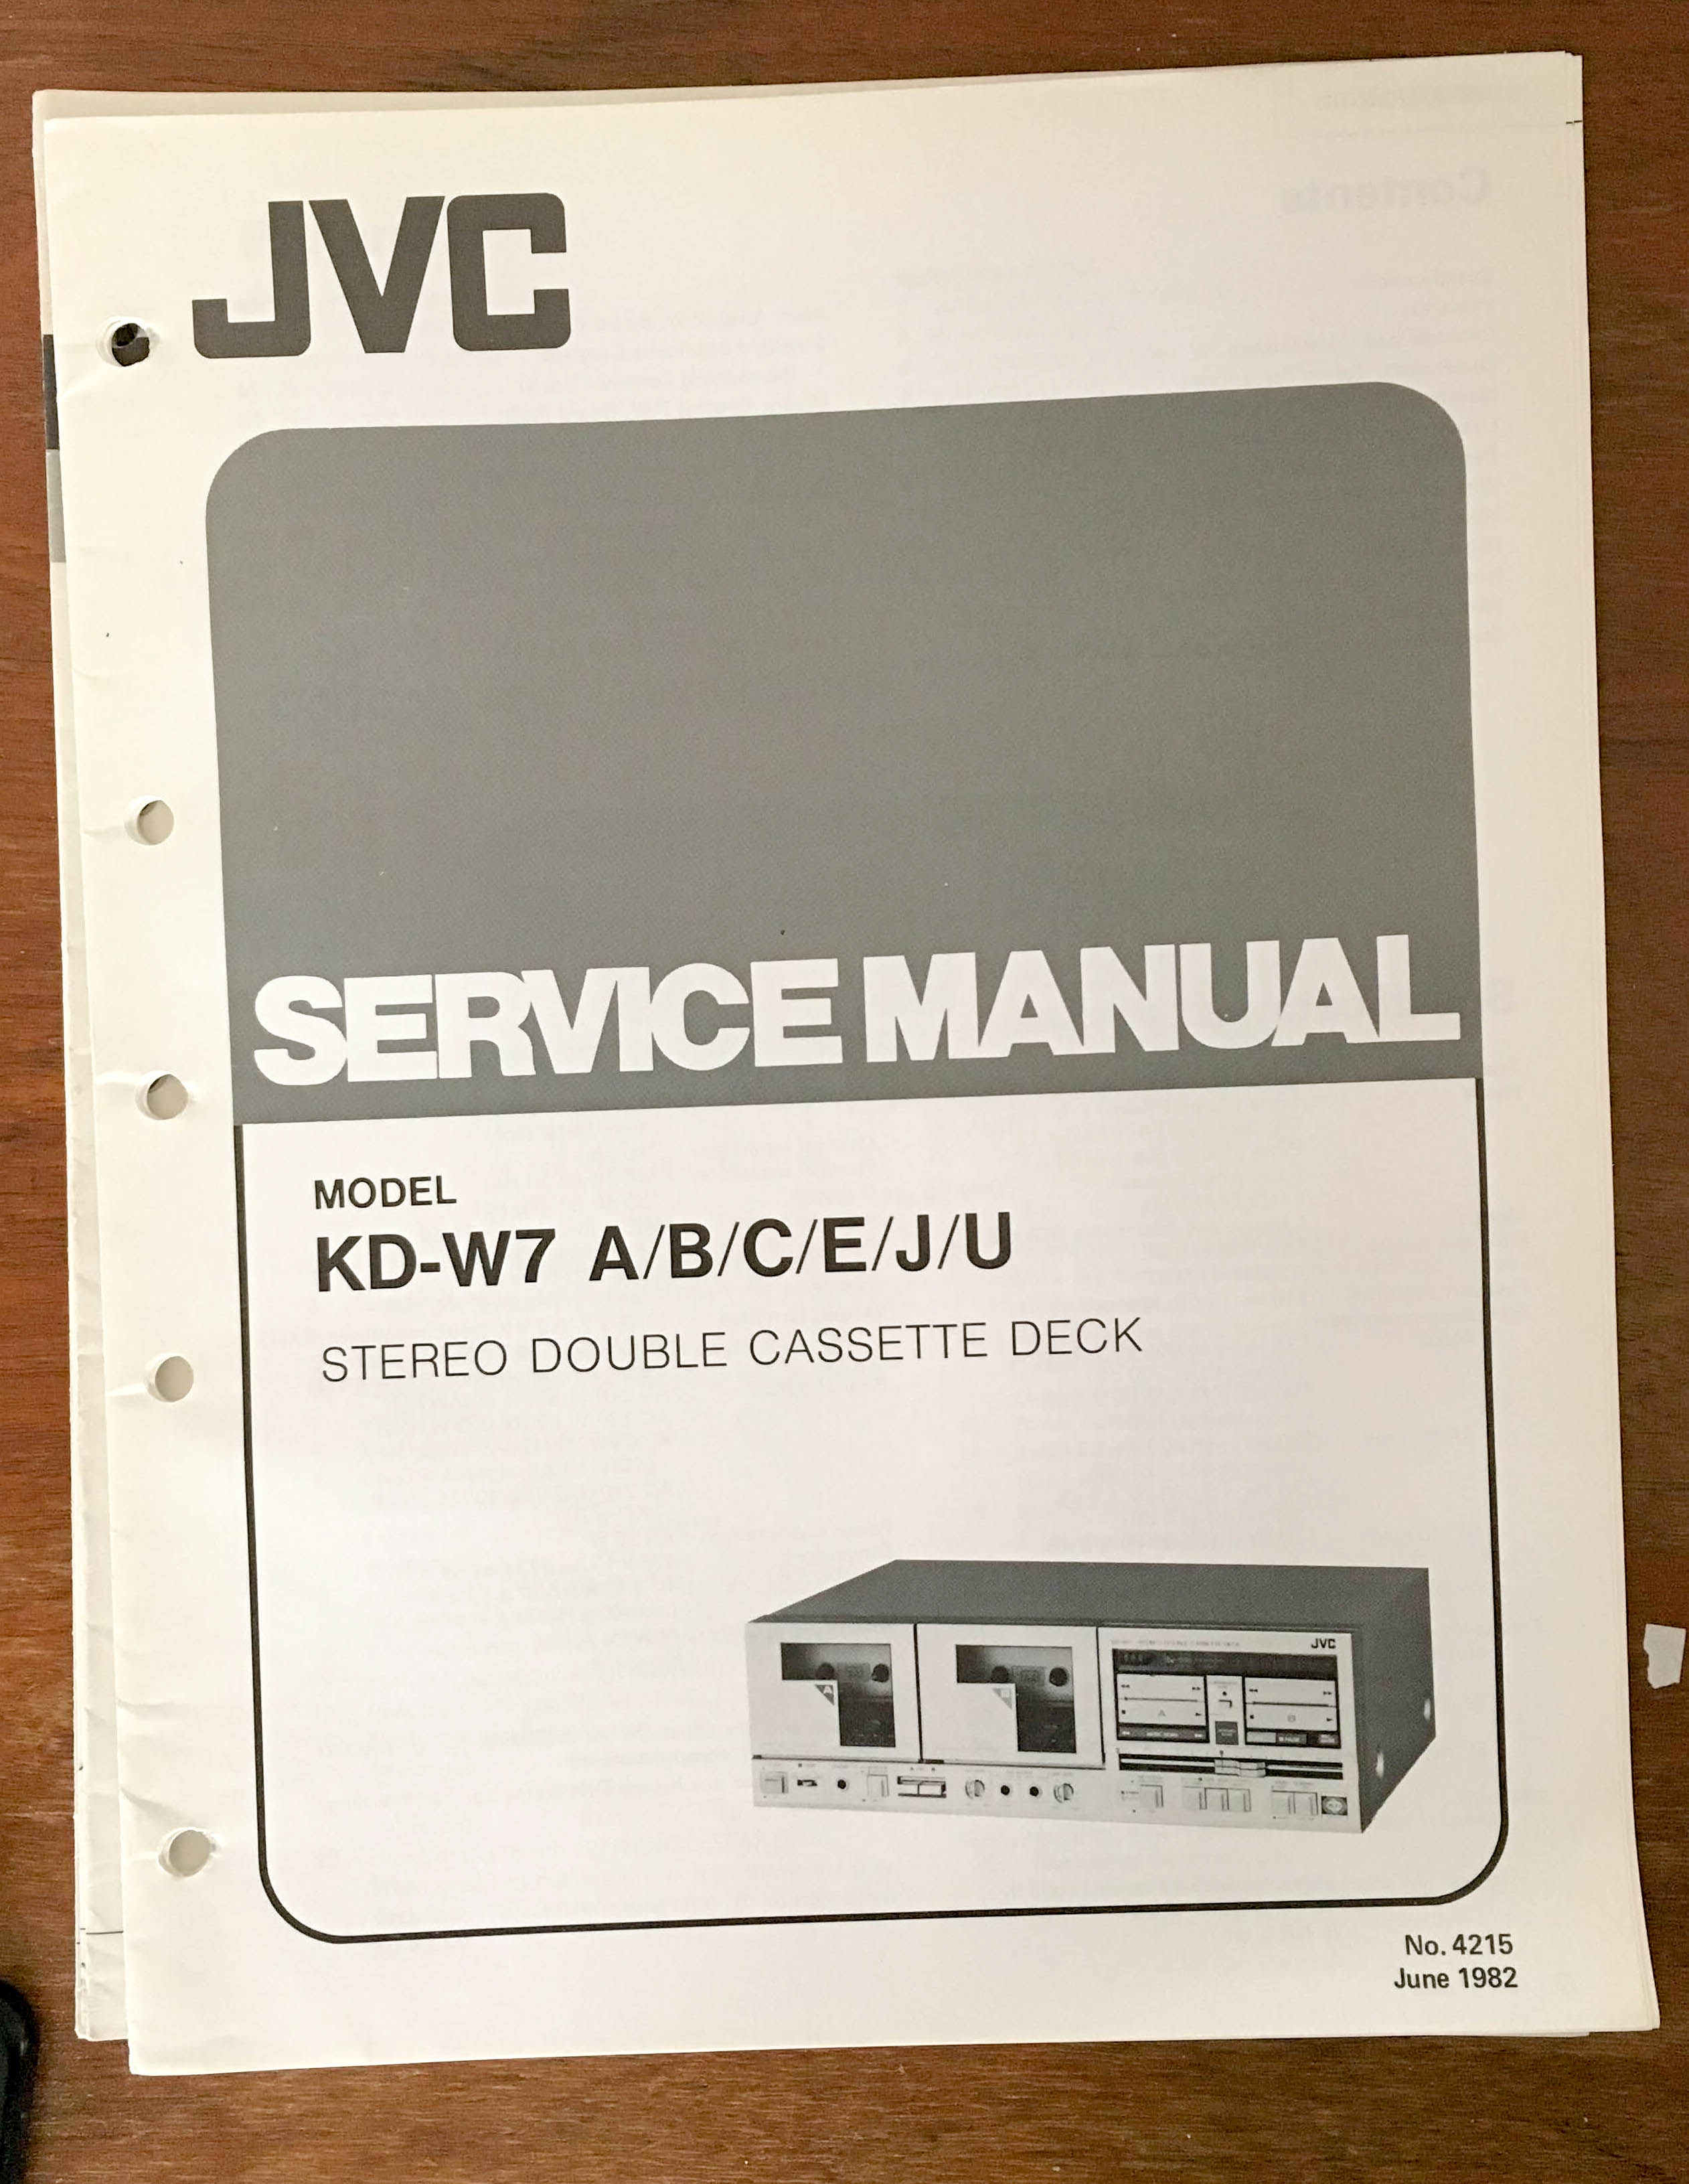 JVC
SERVICE MANUAL
MODEL
KD-W7 A/B/C/E/J/U
STEREO DOUBLE CASSETTE DECK
JVC
A
B
A
B
No. 4215
June 1982